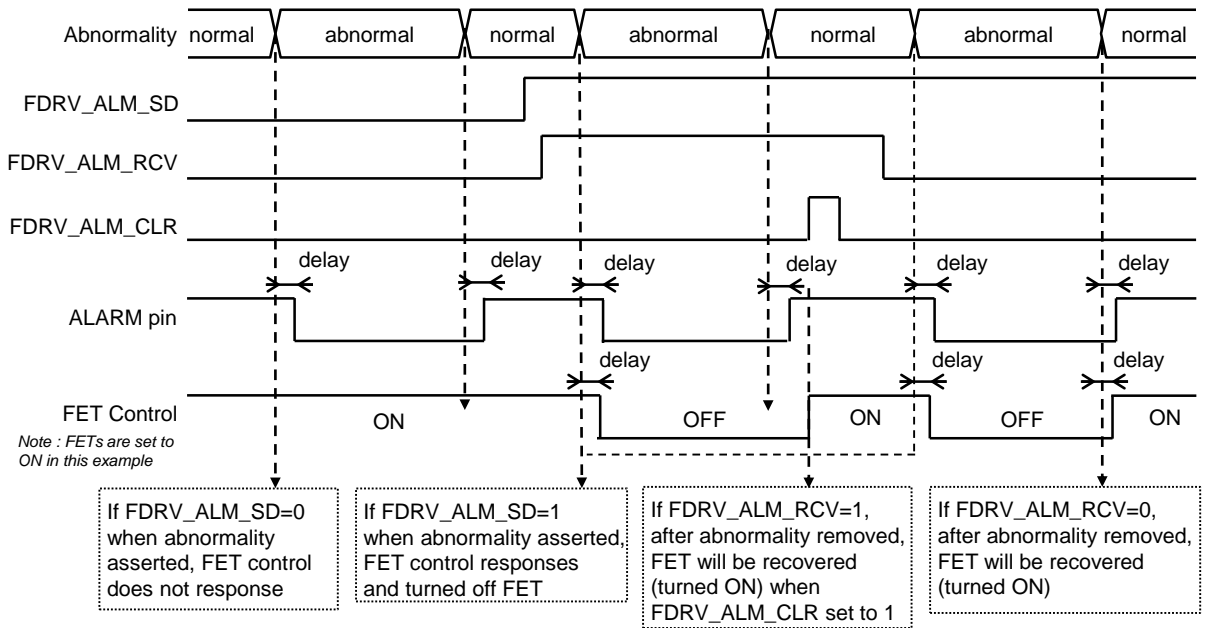 Abnormality normal abnormal normal abnormal normal abnormal normal
FDRV_ALM_SD
FDRV_ALM_RCV
FDRV_ALM_CLR
delay delay delay delay delay delay
ALARM pin
delay delay delay
FET Control ON OFF ON OFF ON
Note : FETs are set to
ON in this example
If FDRV_ALM_SD=0
when abnormality
asserted, FET control
does not response
If FDRV_ALM_SD=1
when abnormality asserted,
FET control responses
and turned off FET
If FDRV_ALM_RCV=1,
after abnormality removed,
FET will be recovered
(turned ON) when
FDRV_ALM_CLR set to 1
If FDRV_ALM_RCV=0,
after abnormality removed,
FET will be recovered
(turned ON)